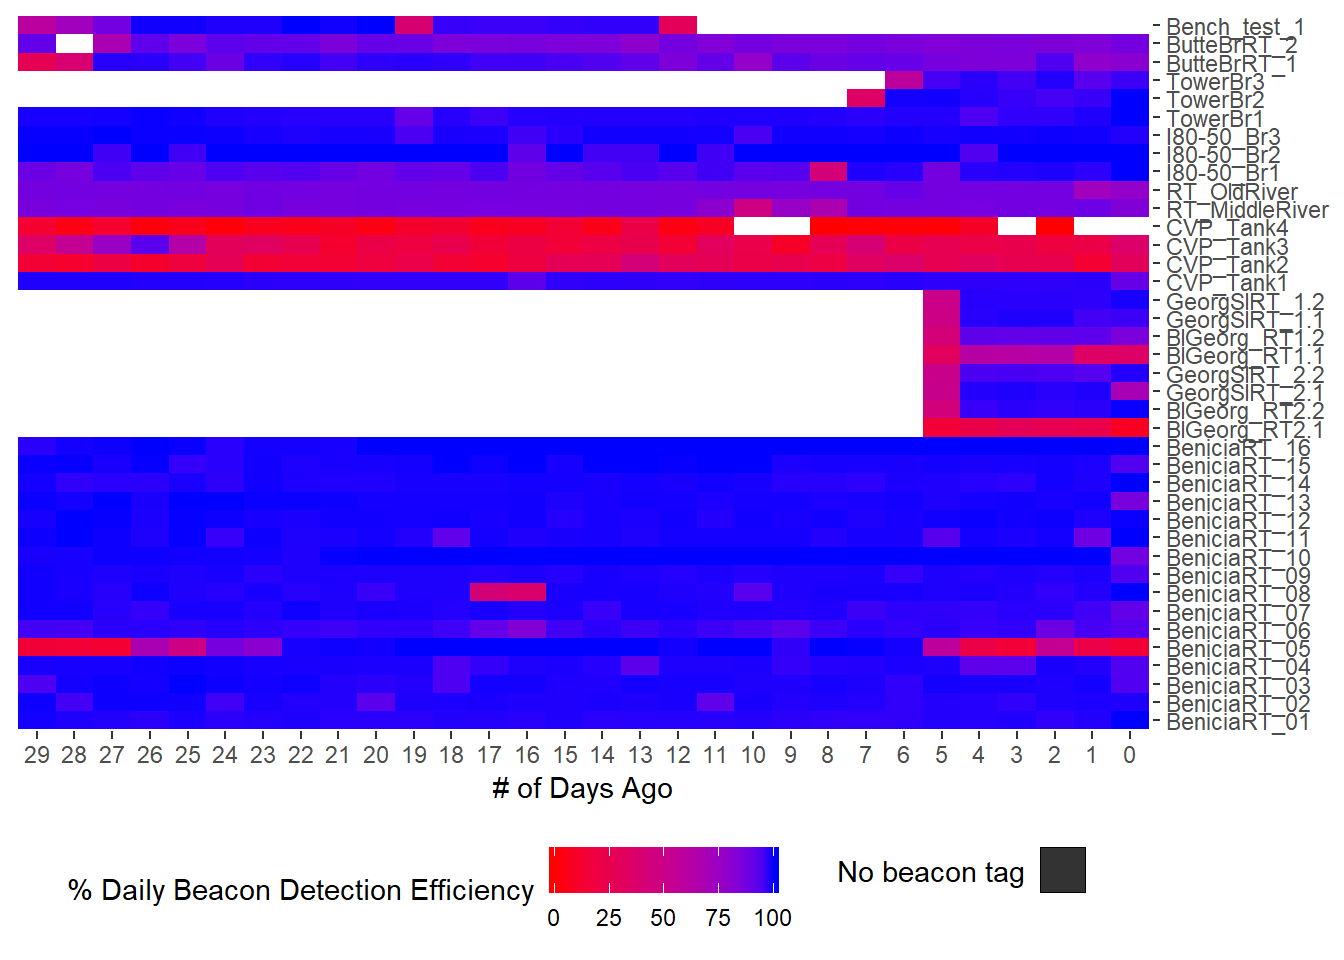 Bench_test_1
ButteBrRT_2
ButteBrRT_1
TowerBr3
TowerBr2
TowerBr1
I80-50_Br3
I80-50_Br2
I80-50_Br1
RT_OldRiver
RT_MiddleRiver
CVP_Tank4
CVP_Tank3
CVP_Tank2
CVP_Tank1
GeorgSlRT_1.2
GeorgSlRT_1.1
BlGeorg_RT1.2
BlGeorg_RT1.1
GeorgSlRT_2.2
GeorgSlRT_2.1
BlGeorg_RT2.2
BlGeorg_RT2.1
BeniciaRT_16
BeniciaRT_15
BeniciaRT_14
BeniciaRT_13
BeniciaRT_12
BeniciaRT_11
BeniciaRT_10
BeniciaRT_09
BeniciaRT_08
BeniciaRT_07
BeniciaRT_06
BeniciaRT_05
BeniciaRT_04
BeniciaRT_03
BeniciaRT_02
BeniciaRT_01
29 28 27 26 25 24 23 22 21 20 19 18 17 16 15 14 13 12 11 10 9 8 7 6 5 4 3 2 1 0
# of Days Ago
% Daily Beacon Detection Efficiency
0 25 50 75 100
No beacon tag